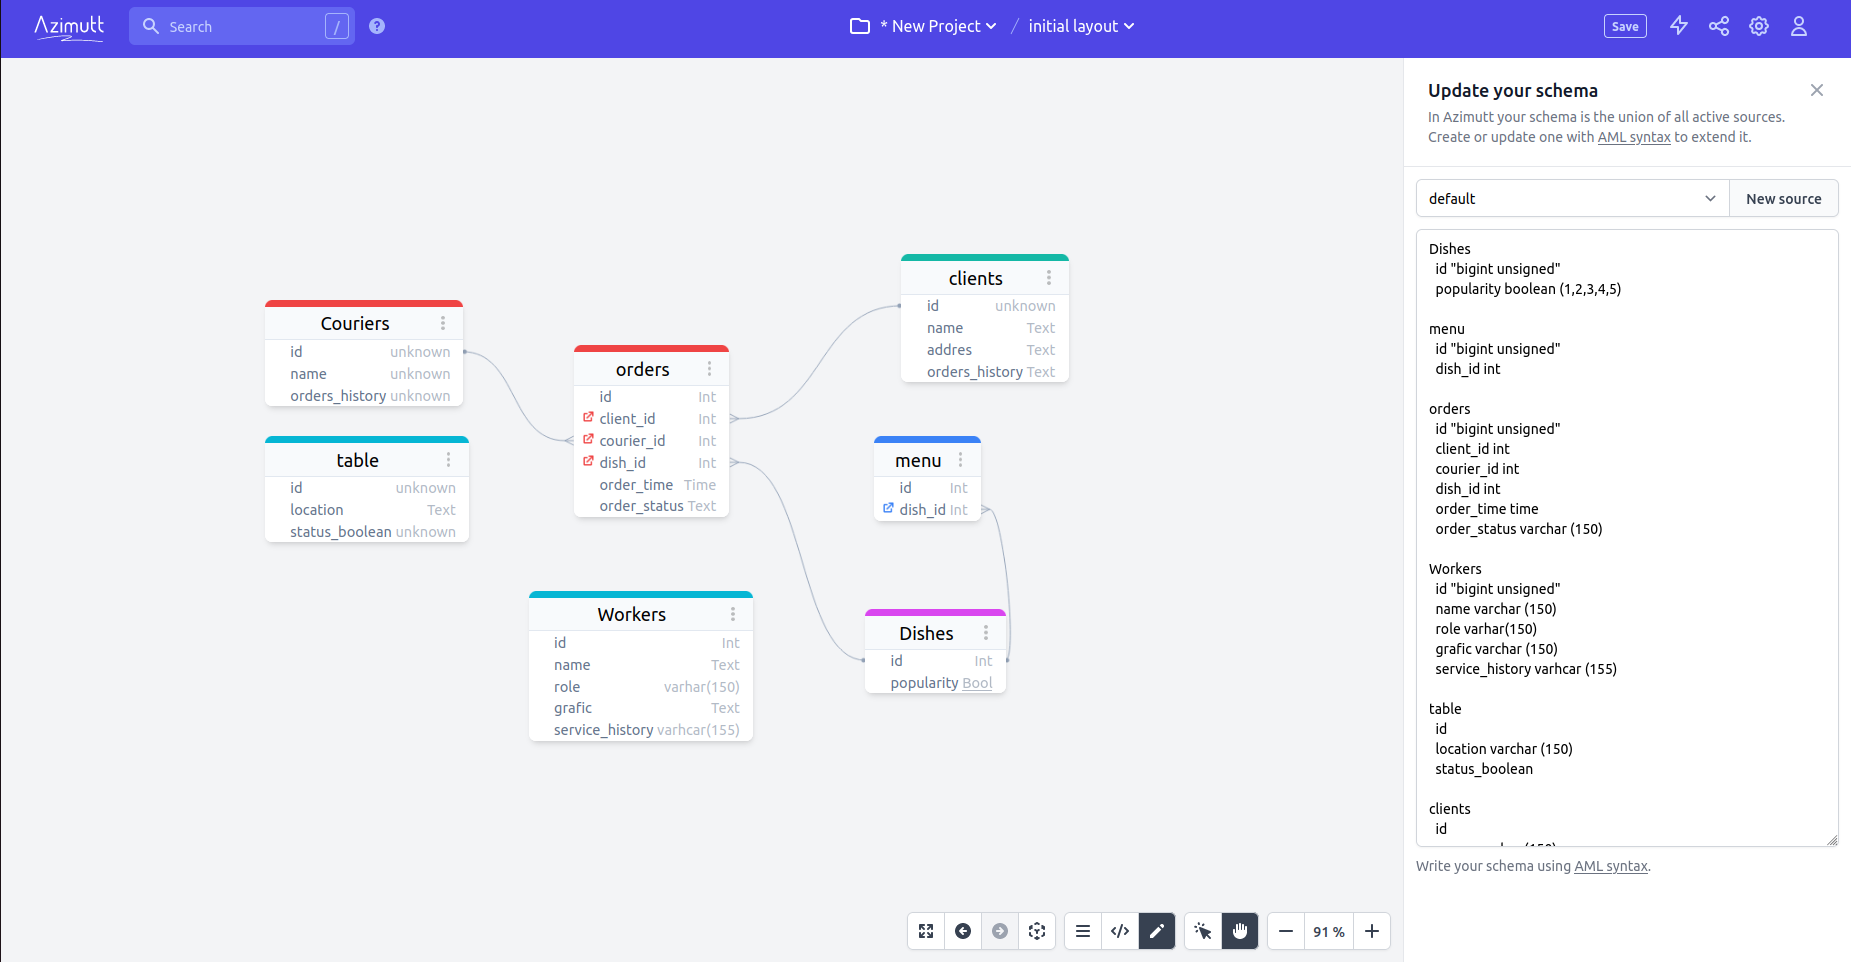 Azimutt
Search
/
?
* New Project
/
initial layout
Save
Couriers
id unknown
name unknown
orders_history unknown
table
id unknown
location Text
status_boolean unknown
orders
id Int
client_id Int
courier_id Int
dish_id Int
order_time Time
order_status Text
clients
id unknown
name Text
addres Text
orders_history Text
menu
id Int
dish_id Int
Workers
id Int
name Text
role varhar(150)
grafic Text
service_history varhcar(155)
Dishes
id Int
popularity Bool
91 %
Update your schema
In Azimutt your schema is the union of all active sources.
Create or update one with AML syntax to extend it.
default
New source
Dishes
id "bigint unsigned"
popularity boolean (1,2,3,4,5)
menu
id "bigint unsigned"
dish_id int
orders
id "bigint unsigned"
client_id int
courier_id int
dish_id int
order_time time
order_status varchar (150)
Workers
id "bigint unsigned"
name varchar (150)
role varhar(150)
grafic varchar (150)
service_history varhcar (155)
table
id
location varchar (150)
status_boolean
clients
id
Write your schema using AML syntax.